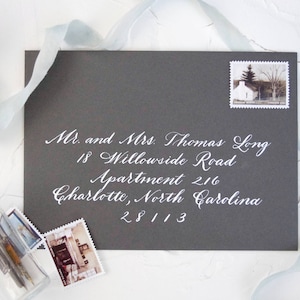 Mr. and Mrs. Thomas Long
18 Willowside Road
Apartment 216
Charlotte, North Carolina
28113